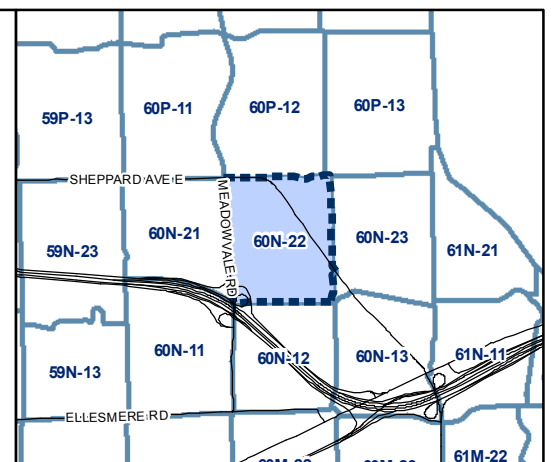 59P-13
60P-11
60P-12
60P-13
SHEPPARD AVE E
MEADOWVALE RD
59N-23
60N-21
60N-22
60N-23
61N-21
59N-13
60N-11
60N-12
60N-13
61N-11
ELLESMERE RD
61M-22